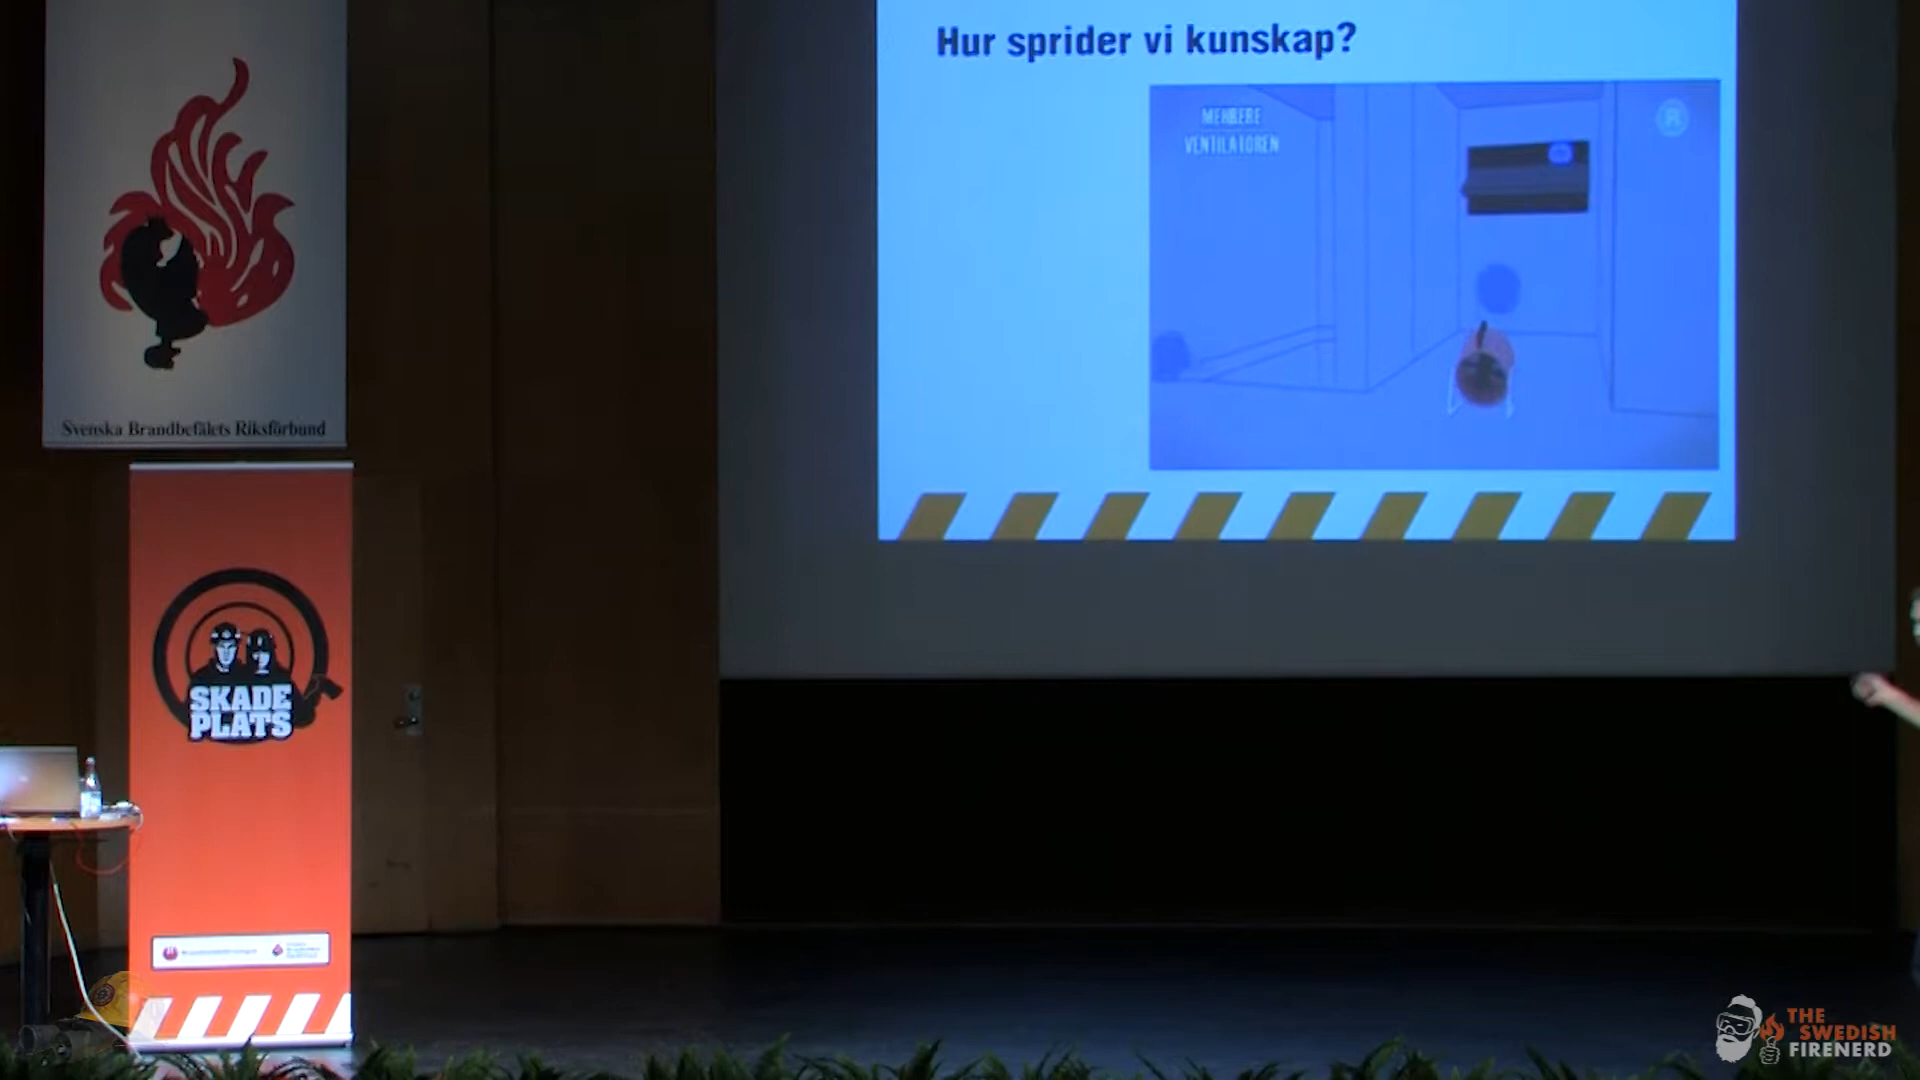 Hur sprider vi kunskap?
MEHRERE
VENTILATOREN
Svenska Brandbefälets Riksförbund
SKADE
PLATS
THE
SWEDISH
FIRENERD